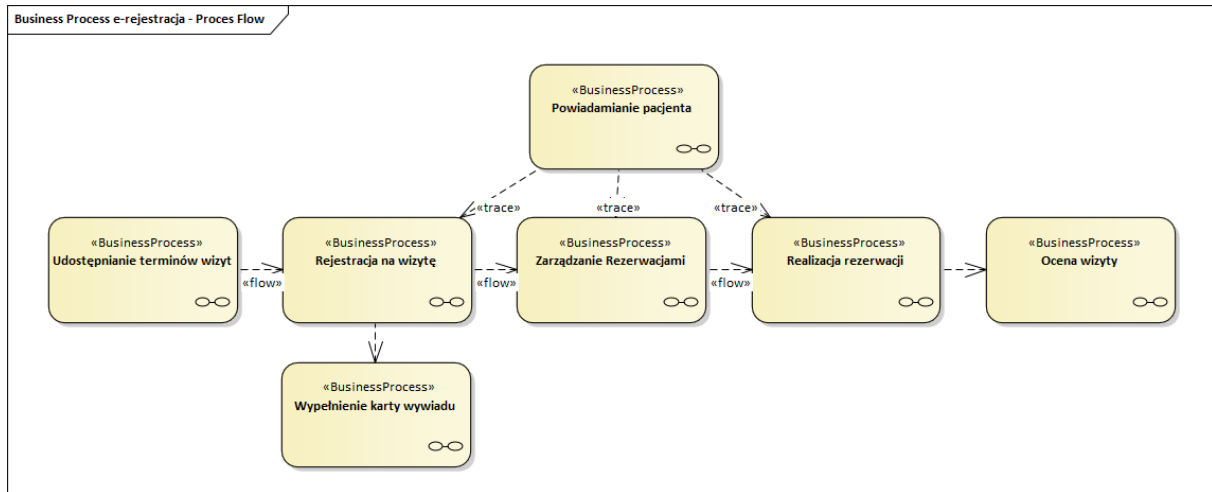 Business Process e-rejestracja - Proces Flow
«BusinessProcess»
Powiadamianie pacjenta
«trace»
«trace»
«trace»
«BusinessProcess»
Udostępnianie terminów wizyt
«flow»
«BusinessProcess»
Rejestracja na wizytę
«flow»
«BusinessProcess»
Zarządzanie Rezerwacjami
«flow»
«BusinessProcess»
Realizacja rezerwacji
«BusinessProcess»
Ocena wizyty
«BusinessProcess»
Wypełnienie karty wywiadu